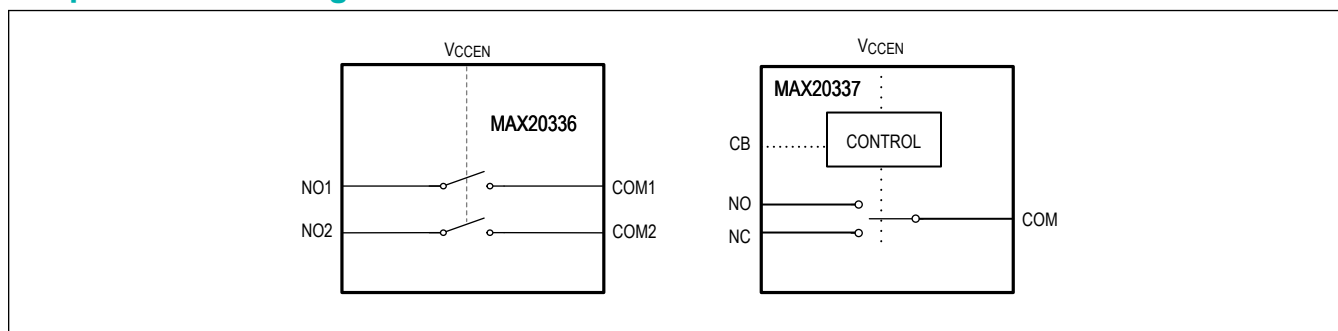 VCCEN
MAX20336
NO1
COM1
NO2
COM2
VCCEN
MAX20337
CB
CONTROL
NO
COM
NC